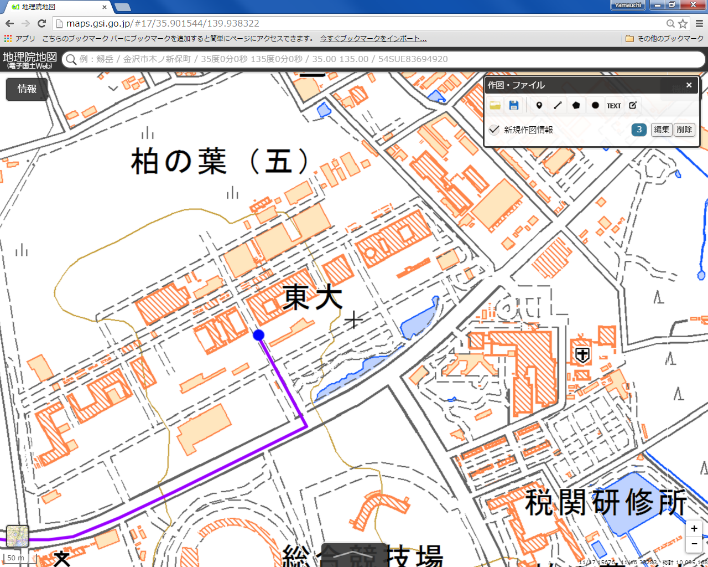 地理院地図
Yamauchi
maps.gsi.go.jp/#17/35.901544/139.938322
アプリ こちらのブックマーク バーにブックマークを追加すると簡単にページにアクセスできます。 今すぐブックマークをインポート... その他のブックマーク
地理院地図
(電子国土Web)
例：剱岳 / 金沢市木ノ新保町 / 35度0分0秒 135度0分0秒 / 35.00 135.00 / 54SUE83694920
情報
作図・ファイル
TEXT
新規作図情報 3 編集 削除
柏の葉（五）
東大
税関研修所
総合競技場
50 m